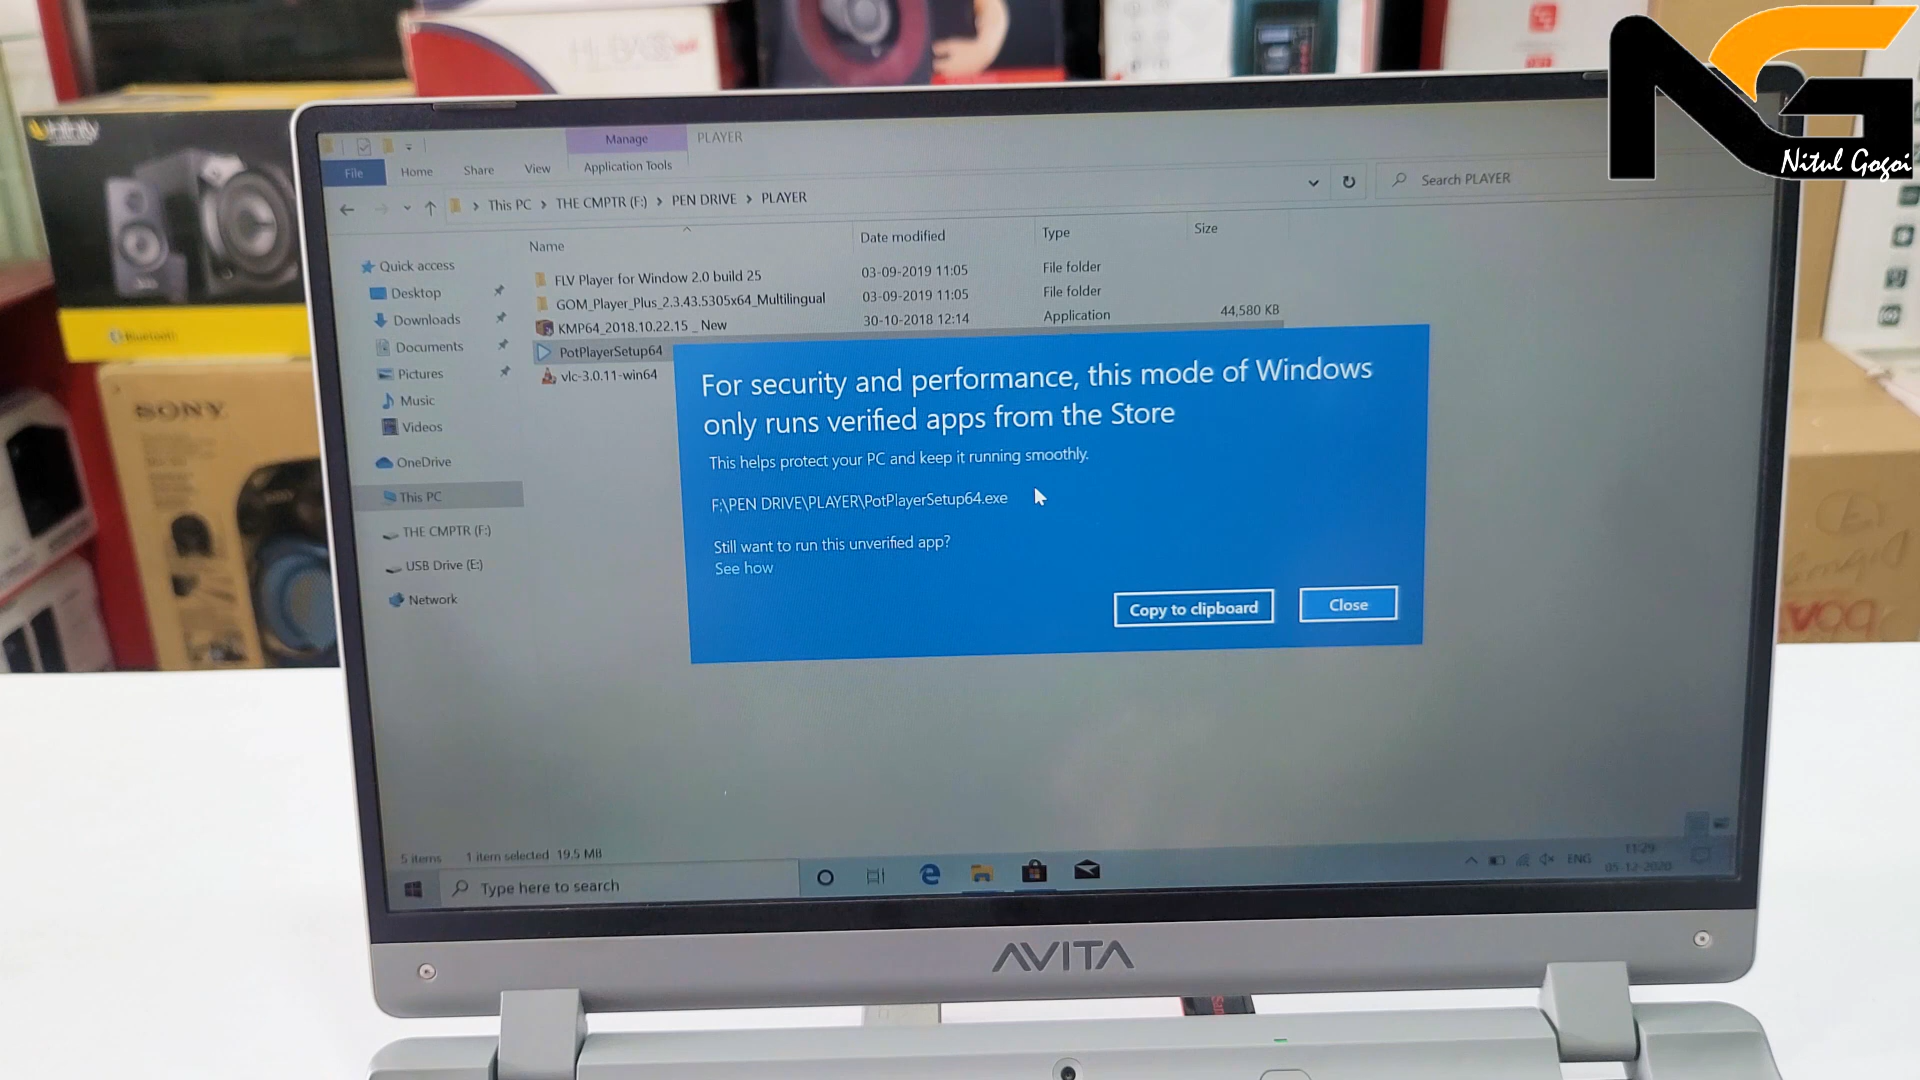 Nitul Gogoi
Infinity
Bluetooth
SONY
Manage
PLAYER
File
Home
Share
View
Application Tools
This PC
THE CMPTR (F:)
PEN DRIVE
PLAYER
Search PLAYER
Name
Date modified
Type
Size
FLV Player for Window 2.0 build 25
03-09-2019 11:05
File folder
GOM_Player_Plus_2.3.43.5305x64_Multilingual
03-09-2019 11:05
File folder
KMP64_2018.10.22.15 _ New
30-10-2018 12:14
Application
44,580 KB
PotPlayerSetup64
vlc-3.0.11-win64
Quick access
Desktop
Downloads
Documents
Pictures
Music
Videos
OneDrive
This PC
THE CMPTR (F:)
USB Drive (E:)
Network
For security and performance, this mode of Windows
only runs verified apps from the Store
This helps protect your PC and keep it running smoothly.
F:\PEN DRIVE\PLAYER\PotPlayerSetup64.exe
Still want to run this unverified app?
See how
Copy to clipboard
Close
5 items
1 item selected 19.5 MB
Type here to search
ENG
11:29
05-12-2020
AVITA